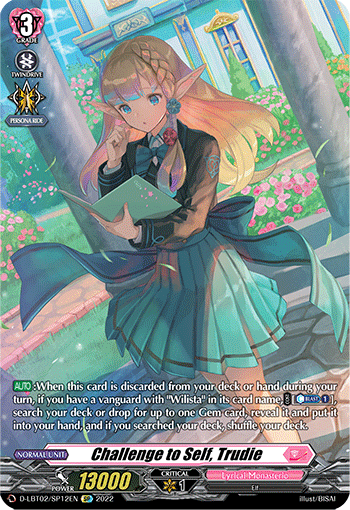 3
GRADE
TWINDRIVE
PERSONA RIDE
AUTO :When this card is discarded from your deck or hand during your
turn, if you have a vanguard with "Wilista" in its card name, COST [BLAST 1],
search your deck or drop for up to one Gem card, reveal it and put it
into your hand, and if you searched your deck, shuffle your deck.
NORMAL UNIT
Challenge to Self, Trudie
POWER 13000
CRITICAL
1
Lyrical Monasterio
Elf
D-LBT02/SP12EN SP 2022
illust/BISAI